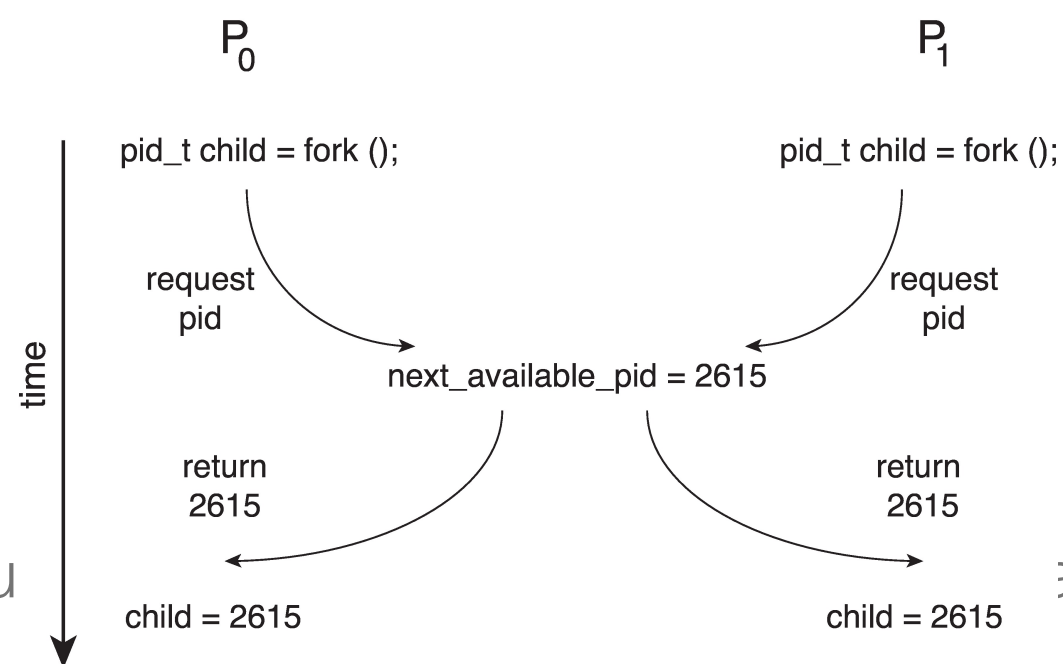 P0 P1
pid_t child = fork (); pid_t child = fork ();
request request
pid pid
time
next_available_pid = 2615
return return
2615 2615
child = 2615 child = 2615